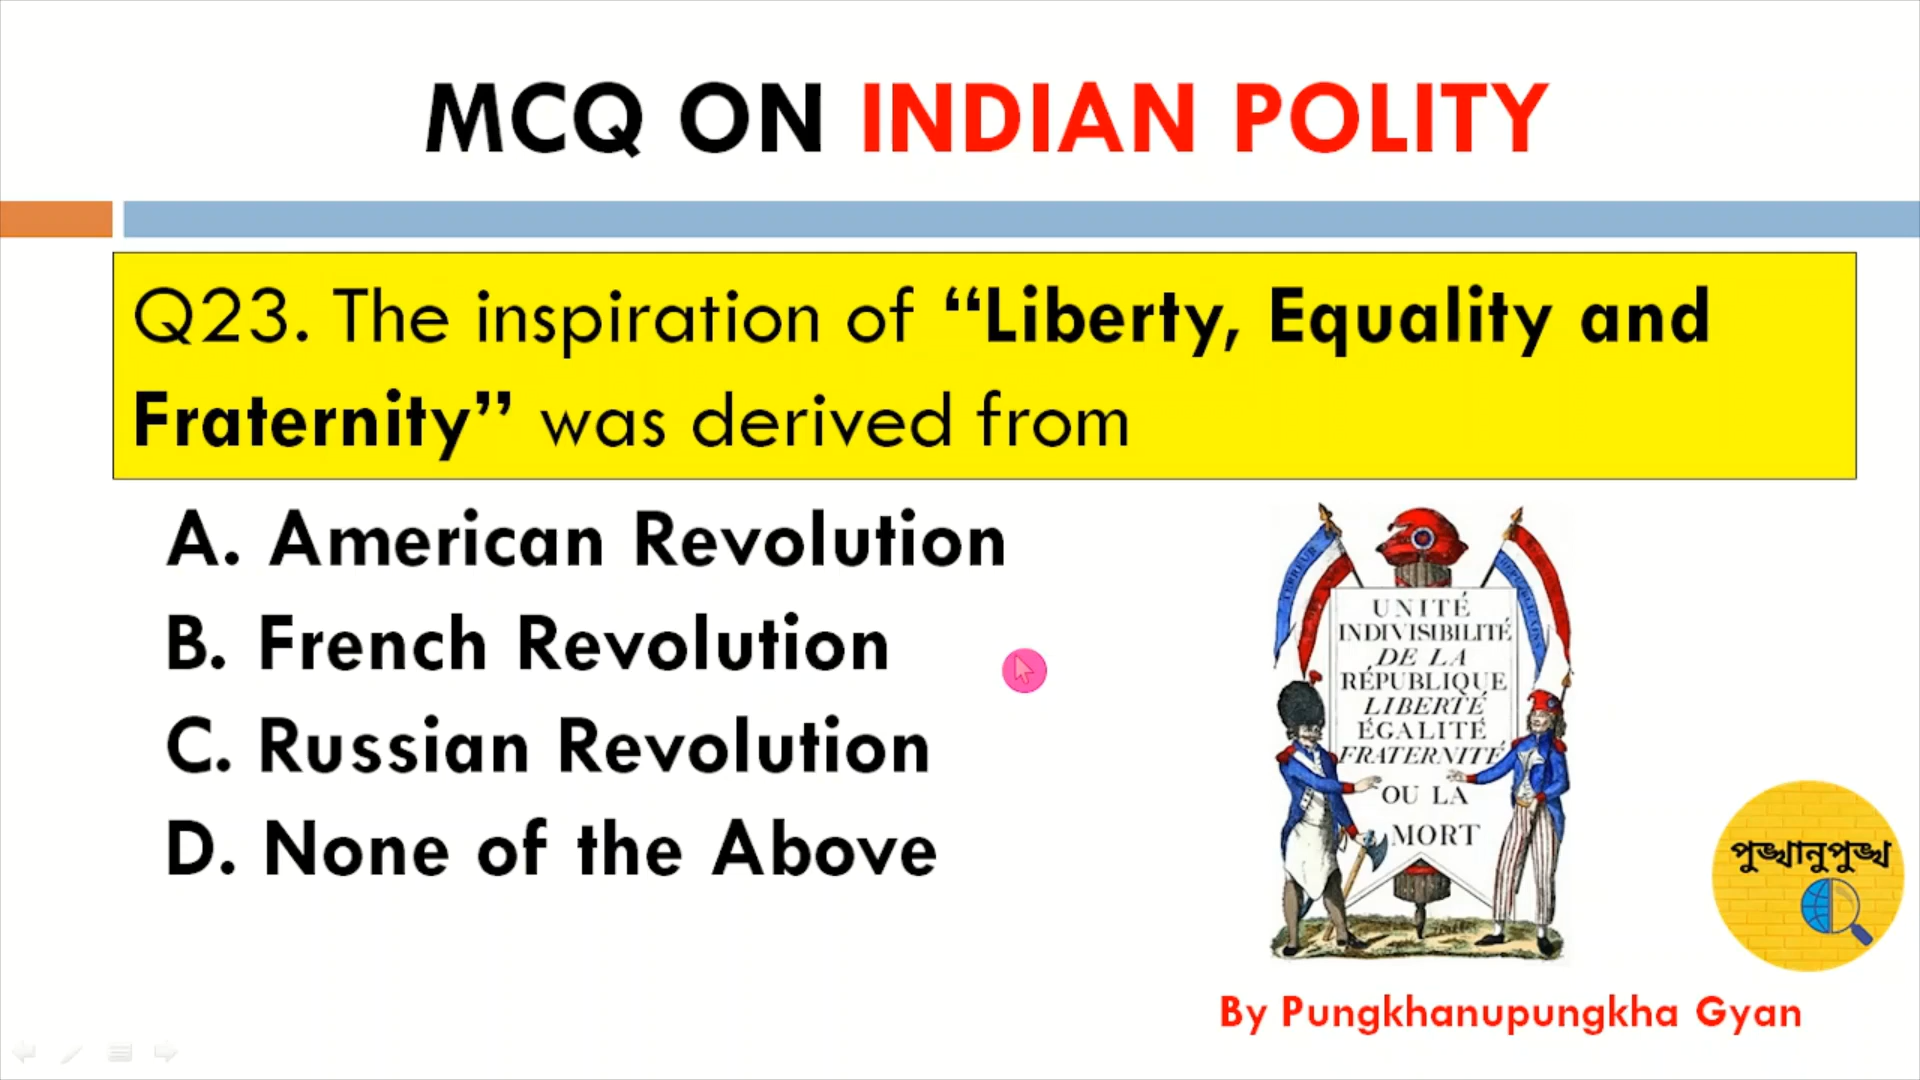 MCQ ON INDIAN POLITY
Q23. The inspiration of “Liberty, Equality and
Fraternity” was derived from
A. American Revolution
B. French Revolution
C. Russian Revolution
D. None of the Above
UNITÉ
INDIVISIBILITÉ
DE LA
RÉPUBLIQUE
LIBERTÉ
ÉGALITÉ
FRATERNITÉ
OU LA
MORT
পুঙ্খানুপুঙ্খ
By Pungkhanupungkha Gyan